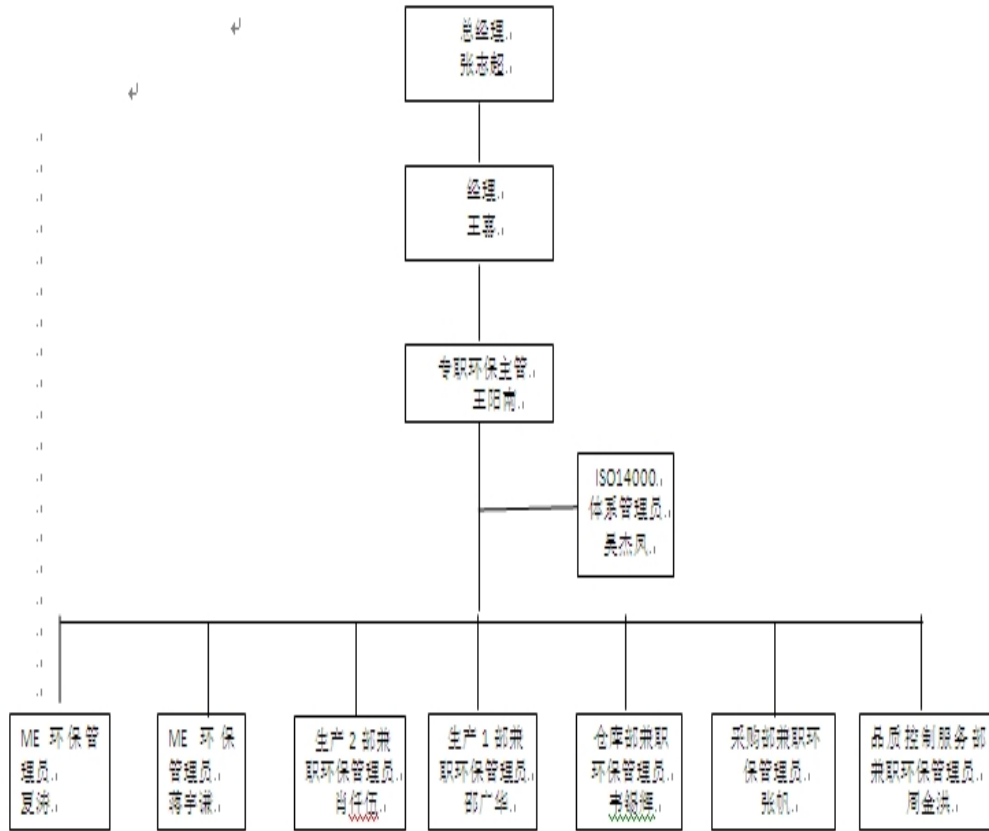 总经理
张志超
经理
王嘉
专职环保主管
王阳南
ISO14000
体系管理员
吴杰凤
ME 环保管
理员
夏涛
ME 环保
管理员
蒋宇谦
生产2部兼
职环保管理员
肖仟伍
生产1部兼
职环保管理员
邵广华
仓库部兼职
环保管理员
采购部兼职环
保管理员
张帆
品质控制服务部
兼职环保管理员
周金洪